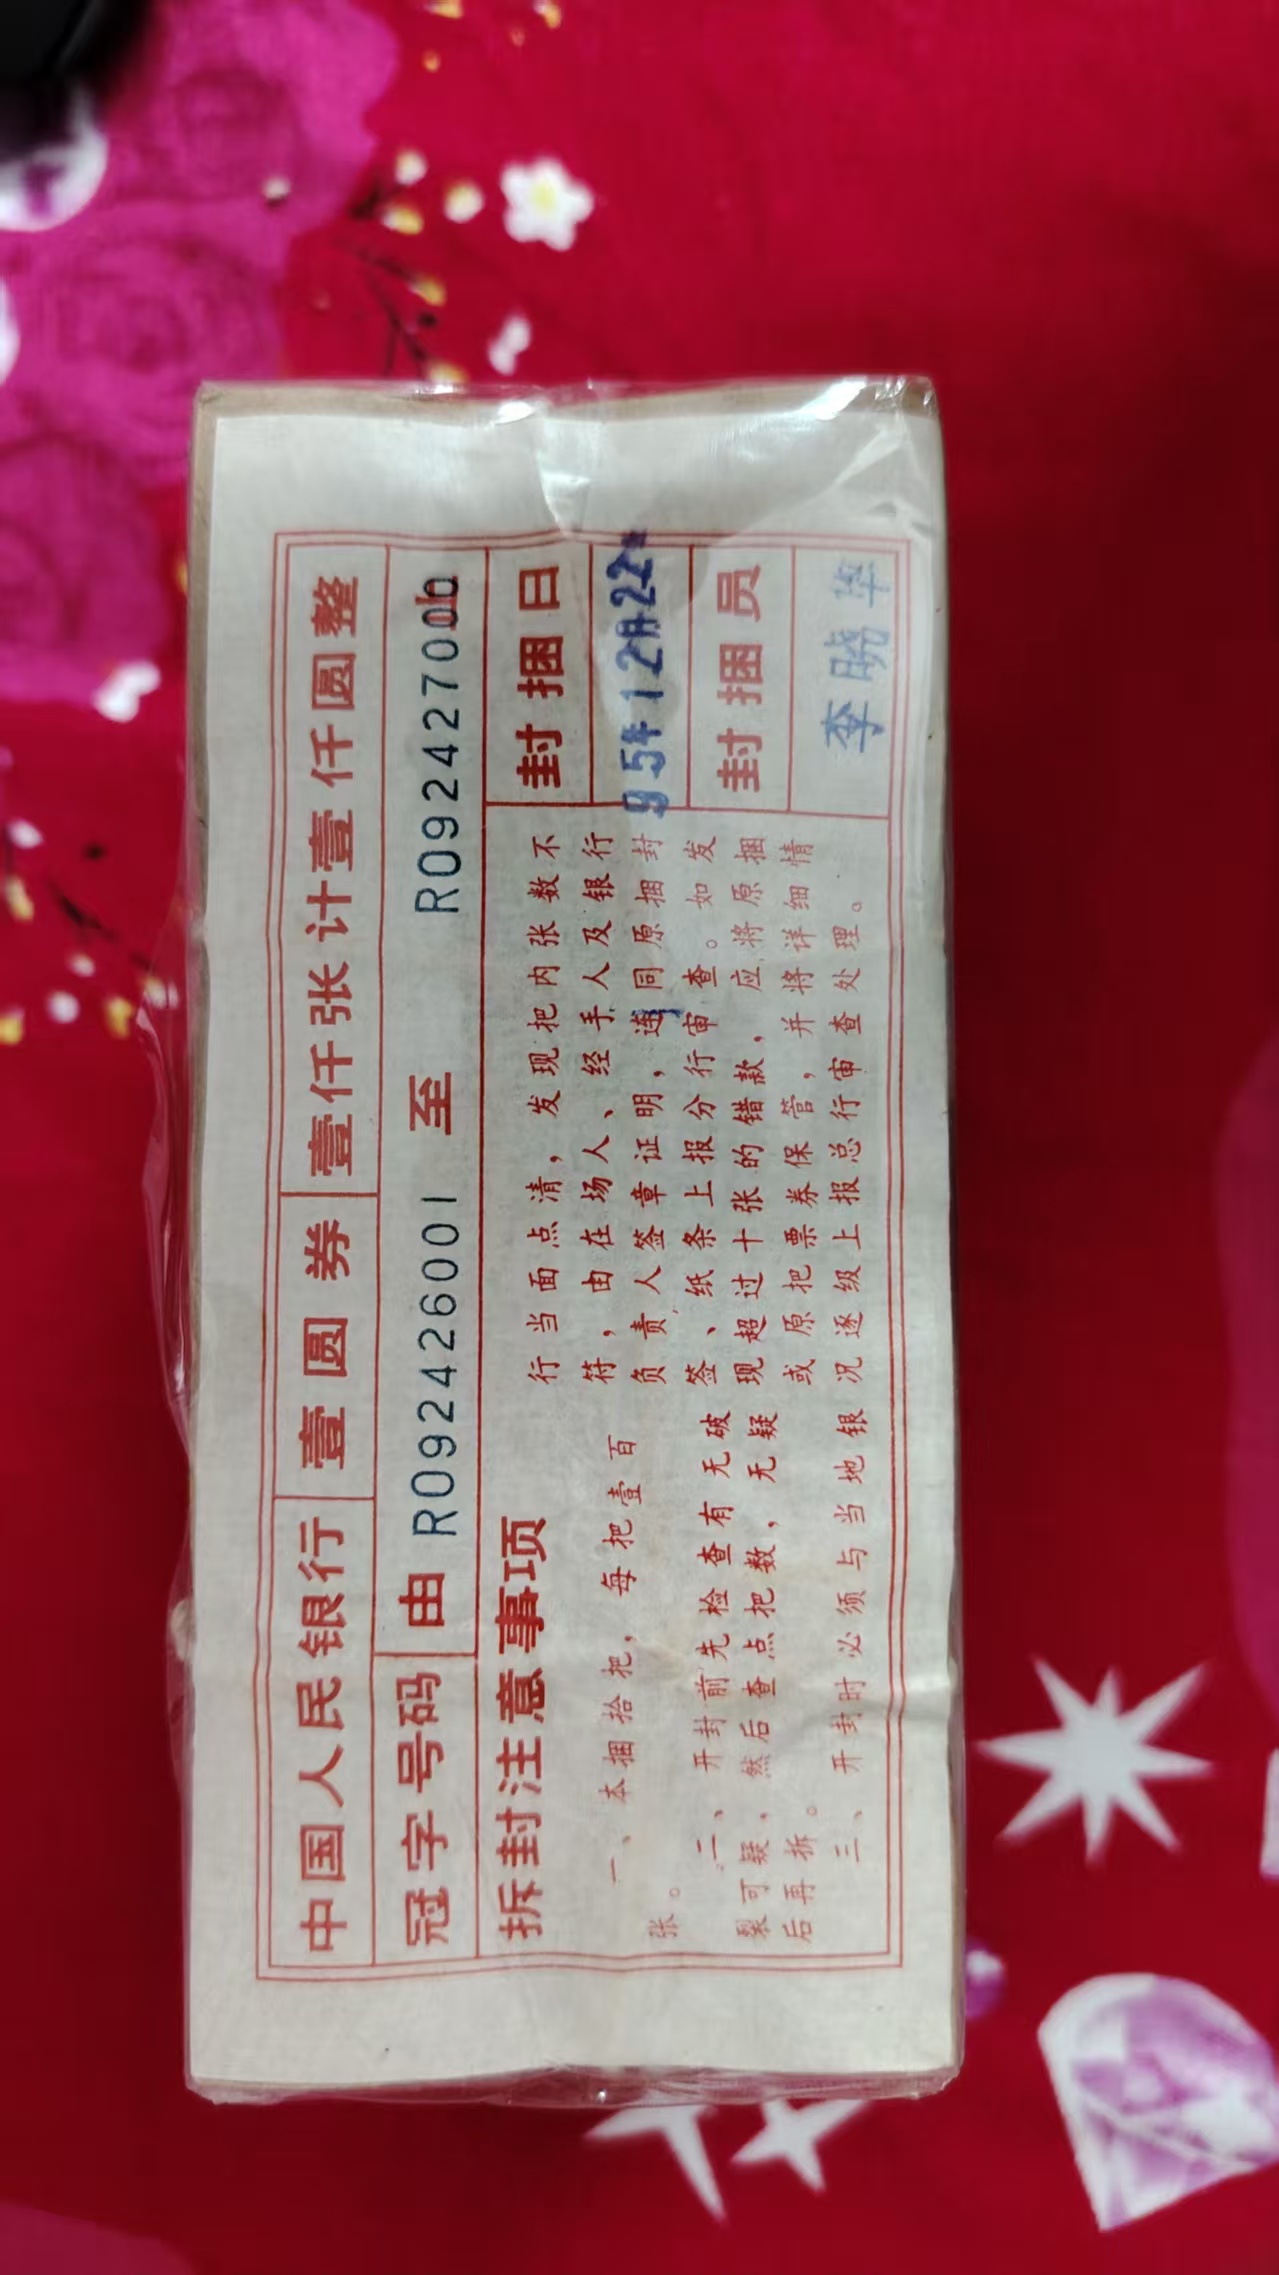 中国人民银行 壹圆券 壹仟张计壹仟圆整
冠字号码 由 R092426001 至 R092427000
拆封注意事项
一、本捆拾把，每把壹百
张。
二、开封前先检查有无破
裂可疑，然后查点把数，无疑
后再拆。
三、开封时必须与当地银
行当面点清，发现把内张数不
符，由在场人、经手人及银行
负责人签章证明，连同原捆封
签、纸条上报分行审查。如发
现超过十张的错款，应将原捆
或原把票券保管，并将详细情
况逐级上报总行审查处理。
封捆日
95年12月22
封捆员
李晓华